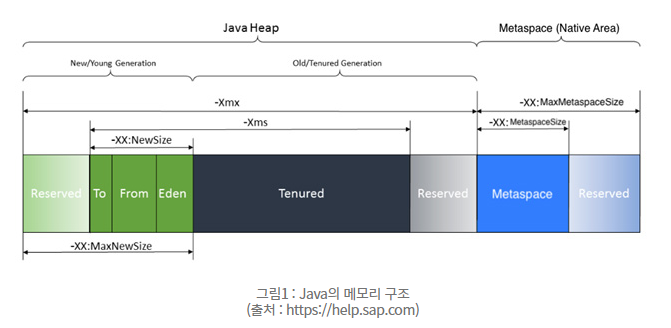 Java Heap
Metaspace (Native Area)
New/Young Generation
Old/Tenured Generation
-Xmx
-XX:MaxMetaspaceSize
-Xms
-XX:MetaspaceSize
-XX:NewSize
Reserved
To
From
Eden
Tenured
Reserved
Metaspace
Reserved
-XX:MaxNewSize
그림1 : Java의 메모리 구조
(출처 : https://help.sap.com)